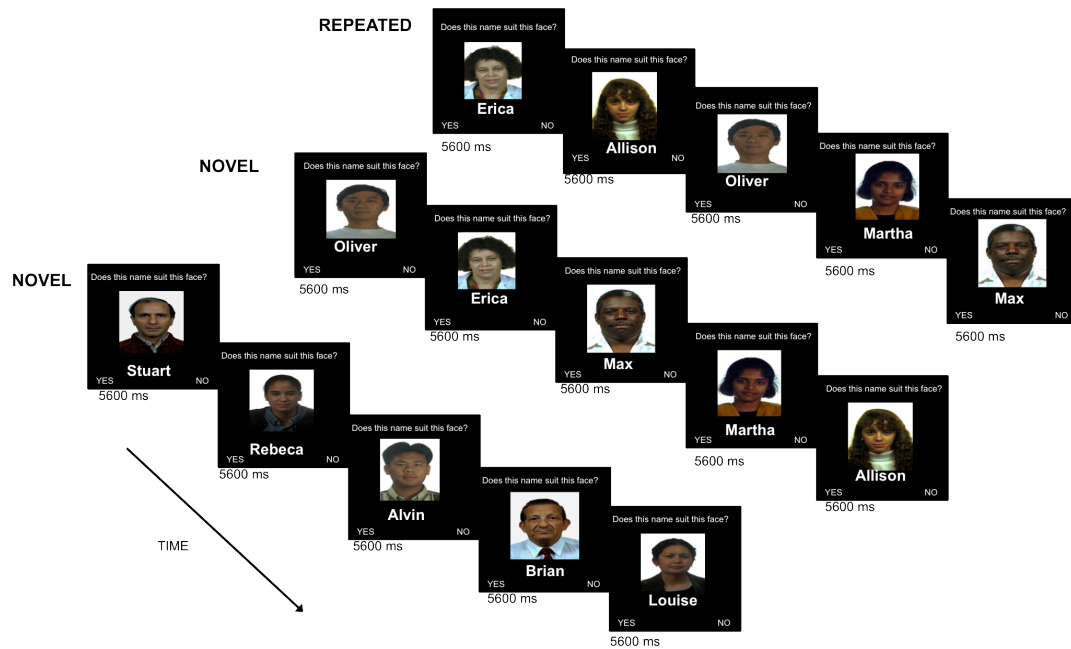 REPEATED
Does this name suit this face?
Erica
YES NO
5600 ms
Does this name suit this face?
Allison
YES NO
5600 ms
Does this name suit this face?
Oliver
YES NO
5600 ms
Does this name suit this face?
Martha
YES NO
5600 ms
Does this name suit this face?
Max
YES NO
5600 ms
NOVEL
Does this name suit this face?
Oliver
YES NO
5600 ms
Does this name suit this face?
Erica
YES NO
5600 ms
Does this name suit this face?
Max
YES NO
5600 ms
Does this name suit this face?
Martha
YES NO
5600 ms
Does this name suit this face?
Allison
YES NO
5600 ms
NOVEL
Does this name suit this face?
Stuart
YES NO
5600 ms
Does this name suit this face?
Rebeca
YES NO
5600 ms
Does this name suit this face?
Alvin
YES NO
5600 ms
Does this name suit this face?
Brian
YES NO
5600 ms
Does this name suit this face?
Louise
YES NO
5600 ms
TIME